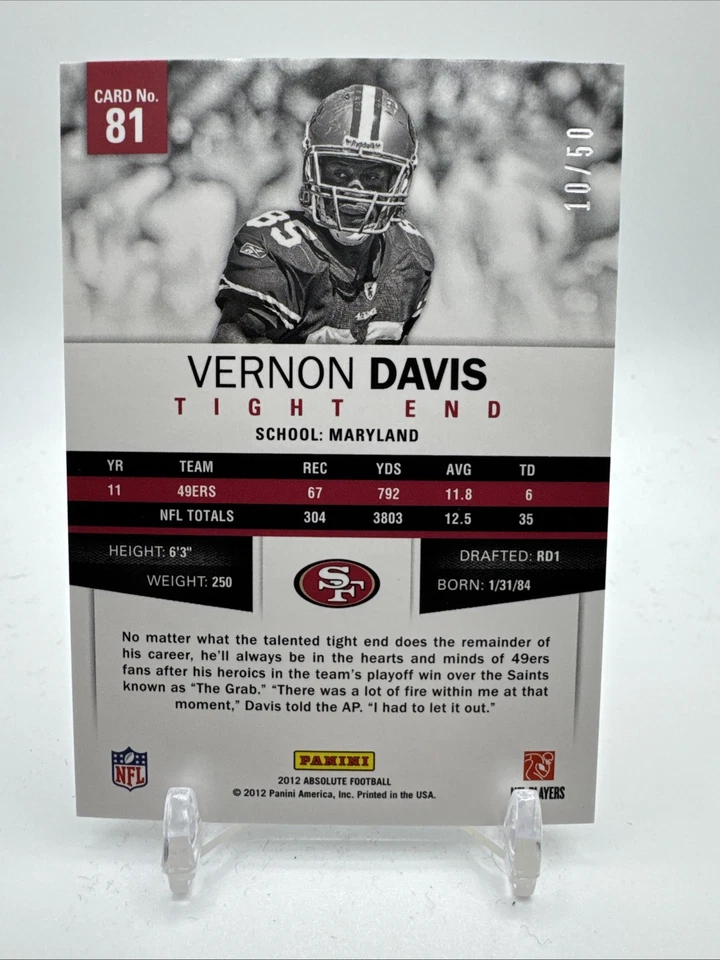 CARD No.
81
10/50
Riddell
85
VERNON DAVIS
TIGHT END
SCHOOL: MARYLAND
YR TEAM REC YDS AVG TD
11 49ERS 67 792 11.8 6
NFL TOTALS 304 3803 12.5 35
HEIGHT: 6'3"
WEIGHT: 250
SF
DRAFTED: RD1
BORN: 1/31/84
No matter what the talented tight end does the remainder of
his career, he'll always be in the hearts and minds of 49ers
fans after his heroics in the team's playoff win over the Saints
known as “The Grab.” “There was a lot of fire within me at that
moment,” Davis told the AP. “I had to let it out.”
NFL
PANINI
2012 ABSOLUTE FOOTBALL
© 2012 Panini America, Inc. Printed in the USA.